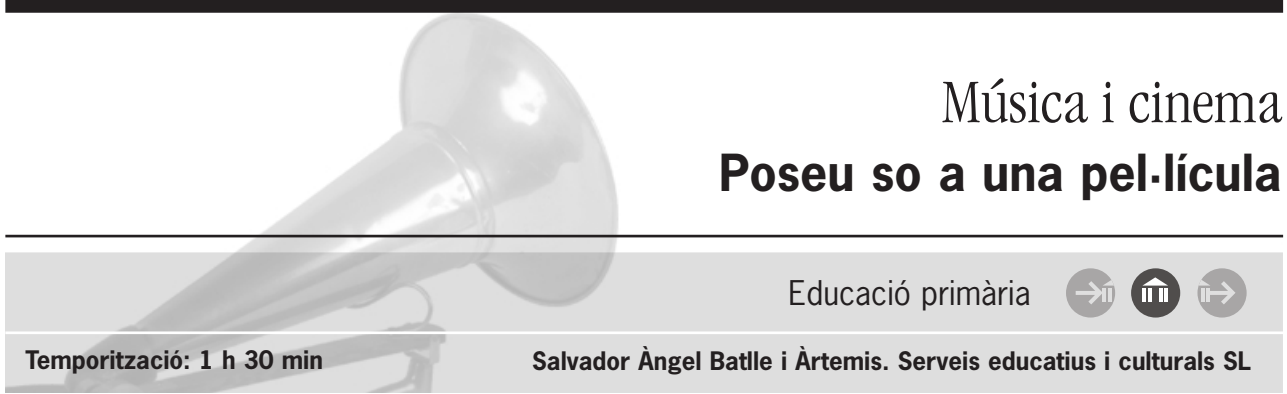 Música i cinema
Poseu so a una pel·lícula
Educació primària
Temporització: 1 h 30 min
Salvador Àngel Batlle i Àrtemis. Serveis educatius i culturals SL